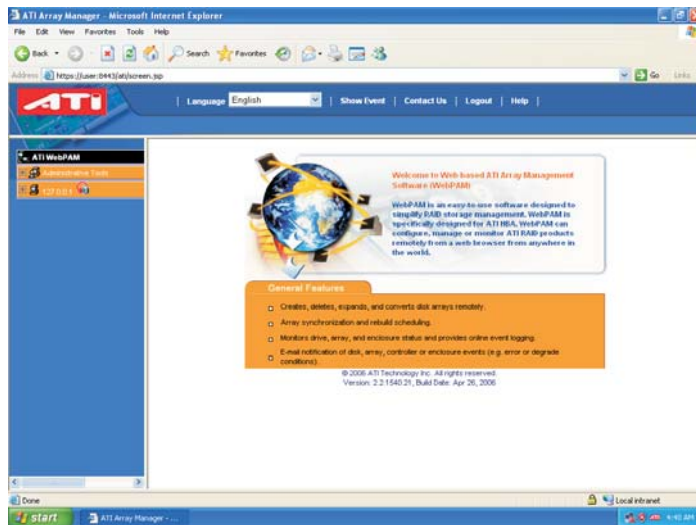 ATI Array Manager - Microsoft Internet Explorer
File Edit View Favorites Tools Help
Back Search Favorites
Address https://user:8443/ati/screen.jsp Go Links
ATI | Language English | Show Event | Contact Us | Logout | Help |
ATI WebPAM
Administrative Tools
127.0.0.1
Welcome to Web based ATI Array Management
Software (WebPAM)
WebPAM is an easy-to-use software designed to
simplify RAID storage management. WebPAM is
specifically designed for ATI HBA. WebPAM can
configure, manage or monitor ATI RAID products
remotely from a web browser from anywhere in
the world.
General Features
Creates, deletes, expands, and converts disk arrays remotely.
Array synchronization and rebuild scheduling.
Monitors drive, array, and enclosure status and provides online event logging.
E-mail notification of disk, array, controller or enclosure events (e.g. error or degrade
conditions).
© 2006 ATI Technology Inc. All rights reserved.
Version: 2.2.1540.21, Build Date: Apr 26, 2006
Done Local intranet
start ATI Array Manager - ... 4:40 AM